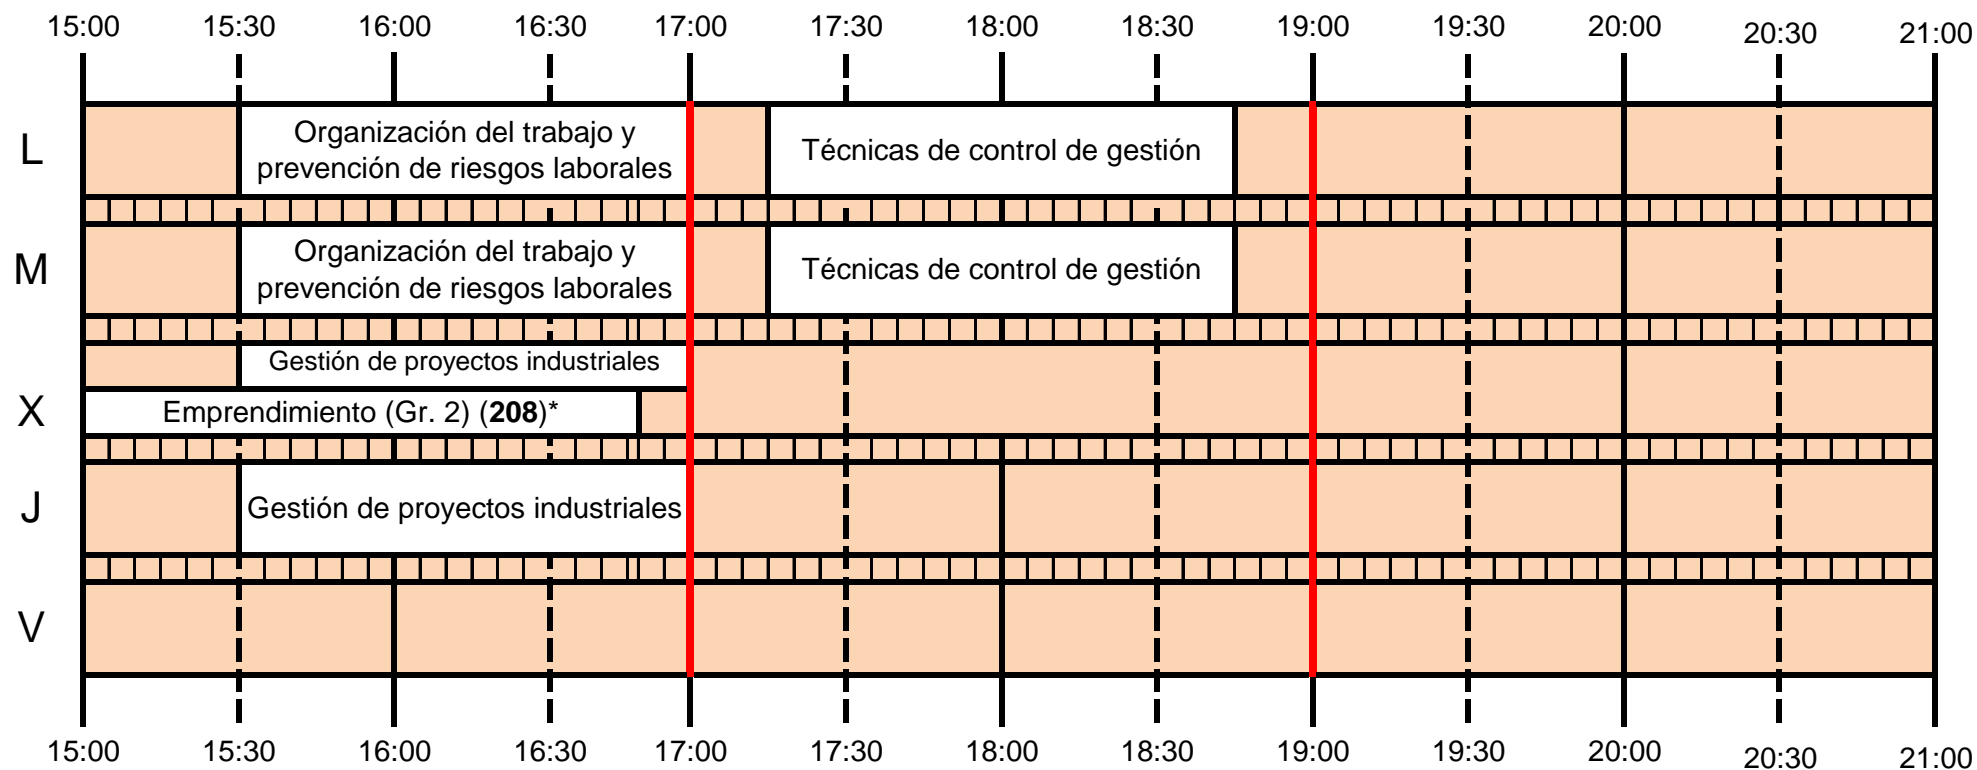 15:00 15:30 16:00 16:30 17:00 17:30 18:00 18:30 19:00 19:30 20:00 20:30 21:00
L
Organización del trabajo y
prevención de riesgos laborales
Técnicas de control de gestión
M
Organización del trabajo y
prevención de riesgos laborales
Técnicas de control de gestión
X
Gestión de proyectos industriales
Emprendimiento (Gr. 2) (208)*
J
Gestión de proyectos industriales
V
15:00 15:30 16:00 16:30 17:00 17:30 18:00 18:30 19:00 19:30 20:00 20:30 21:00